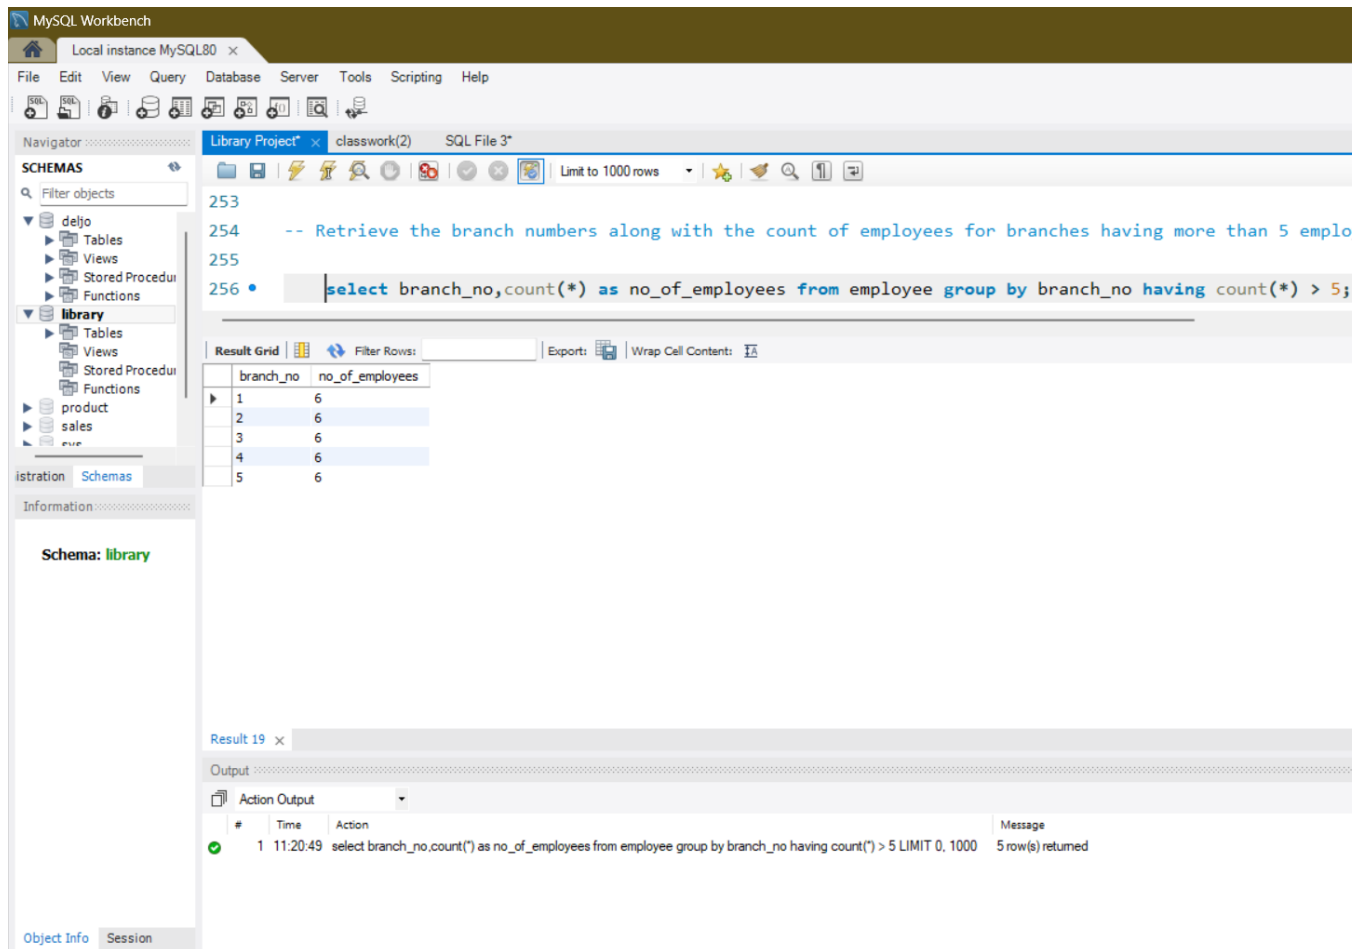 MySQL Workbench
Local instance MySQL80
File Edit View Query Database Server Tools Scripting Help
Navigator
Library Project* classwork(2) SQL File 3*
SCHEMAS
Limit to 1000 rows
Filter objects
deljo
Tables
Views
Stored Procedu
Functions
library
Tables
Views
Stored Procedu
Functions
product
sales
sys
istration Schemas
Information
Schema: library
Object Info Session
253
254 -- Retrieve the branch numbers along with the count of employees for branches having more than 5 emplo
255
256 select branch_no,count(*) as no_of_employees from employee group by branch_no having count(*) > 5;
Result Grid Filter Rows: Export: Wrap Cell Content:
branch_no no_of_employees
1 6
2 6
3 6
4 6
5 6
Result 19
Output
Action Output
# Time Action Message
1 11:20:49 select branch_no,count(*) as no_of_employees from employee group by branch_no having count(*) > 5 LIMIT 0, 1000 5 row(s) returned